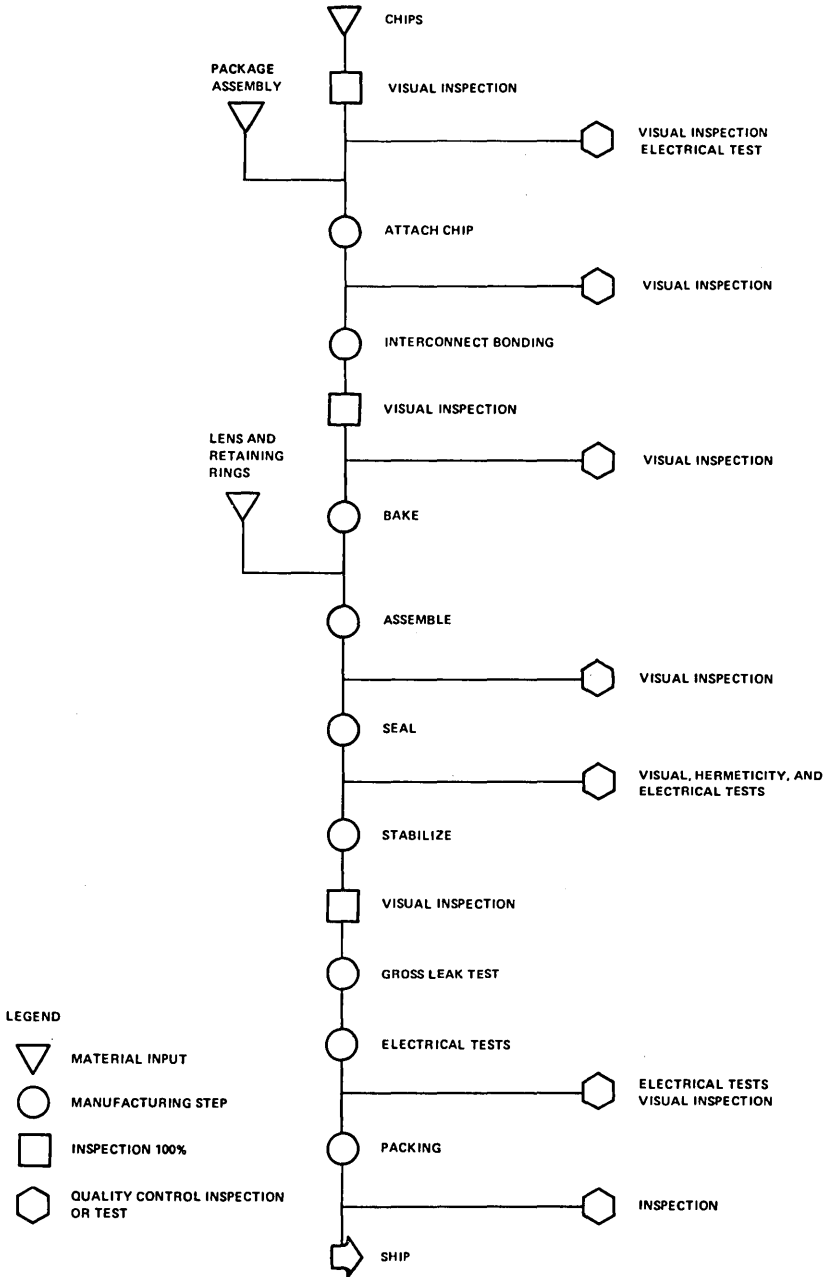 CHIPS
PACKAGE
ASSEMBLY
VISUAL INSPECTION
VISUAL INSPECTION
ELECTRICAL TEST
ATTACH CHIP
VISUAL INSPECTION
INTERCONNECT BONDING
VISUAL INSPECTION
LENS AND
RETAINING
RINGS
VISUAL INSPECTION
BAKE
ASSEMBLE
VISUAL INSPECTION
SEAL
VISUAL, HERMETICITY, AND
ELECTRICAL TESTS
STABILIZE
VISUAL INSPECTION
GROSS LEAK TEST
ELECTRICAL TESTS
ELECTRICAL TESTS
VISUAL INSPECTION
PACKING
INSPECTION
SHIP
LEGEND
MATERIAL INPUT
MANUFACTURING STEP
INSPECTION 100%
QUALITY CONTROL INSPECTION
OR TEST